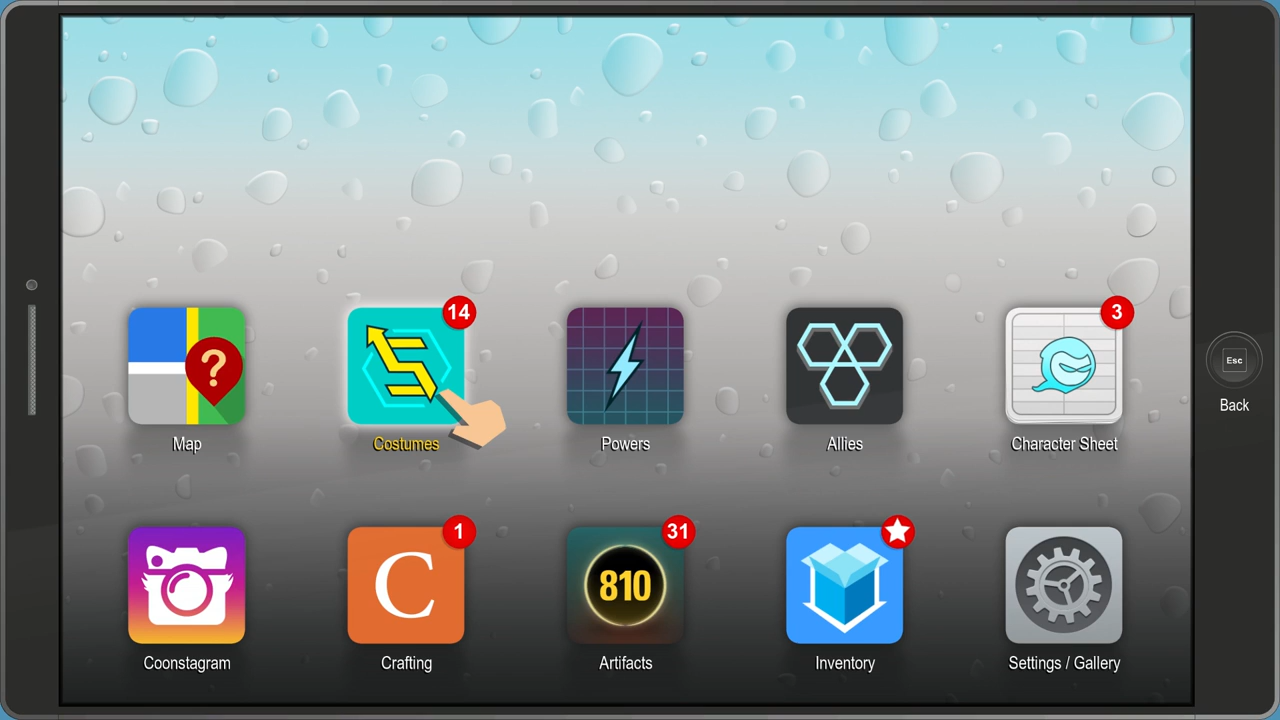 14
3
?
Esc
Back
Map
Costumes
Powers
Allies
Character Sheet
1
31
C
810
Coonstagram
Crafting
Artifacts
Inventory
Settings / Gallery